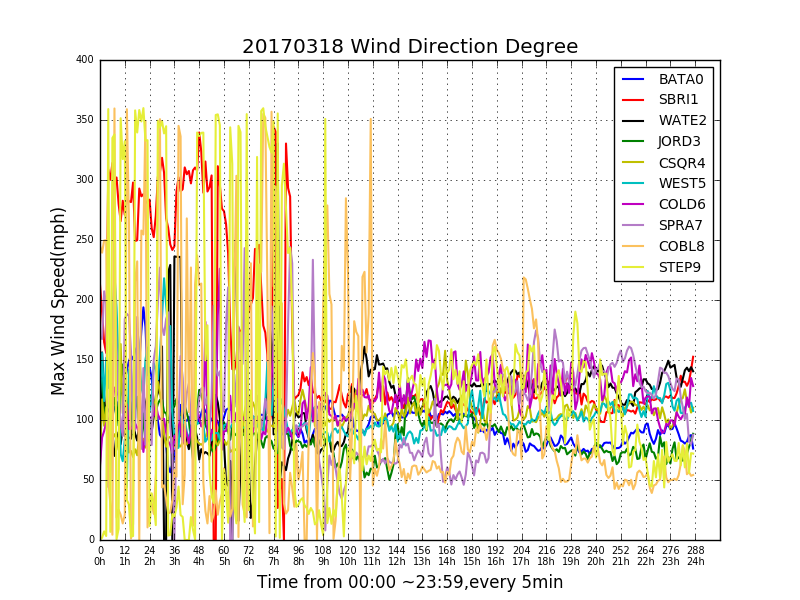 20170318 Wind Direction Degree
400
350
300
250
200
150
100
50
0
Max Wind Speed(mph)
BATA0
SBRI1
WATE2
JORD3
CSQR4
WEST5
COLD6
SPRA7
COBL8
STEP9
0 12 24 36 48 60 72 84 96 108 120 132 144 156 168 180 192 204 216 228 240 252 264 276 288
0h 1h 2h 3h 4h 5h 6h 7h 8h 9h 10h 11h 12h 13h 14h 15h 16h 17h 18h 19h 20h 21h 22h 23h 24h
Time from 00:00 ~23:59,every 5min